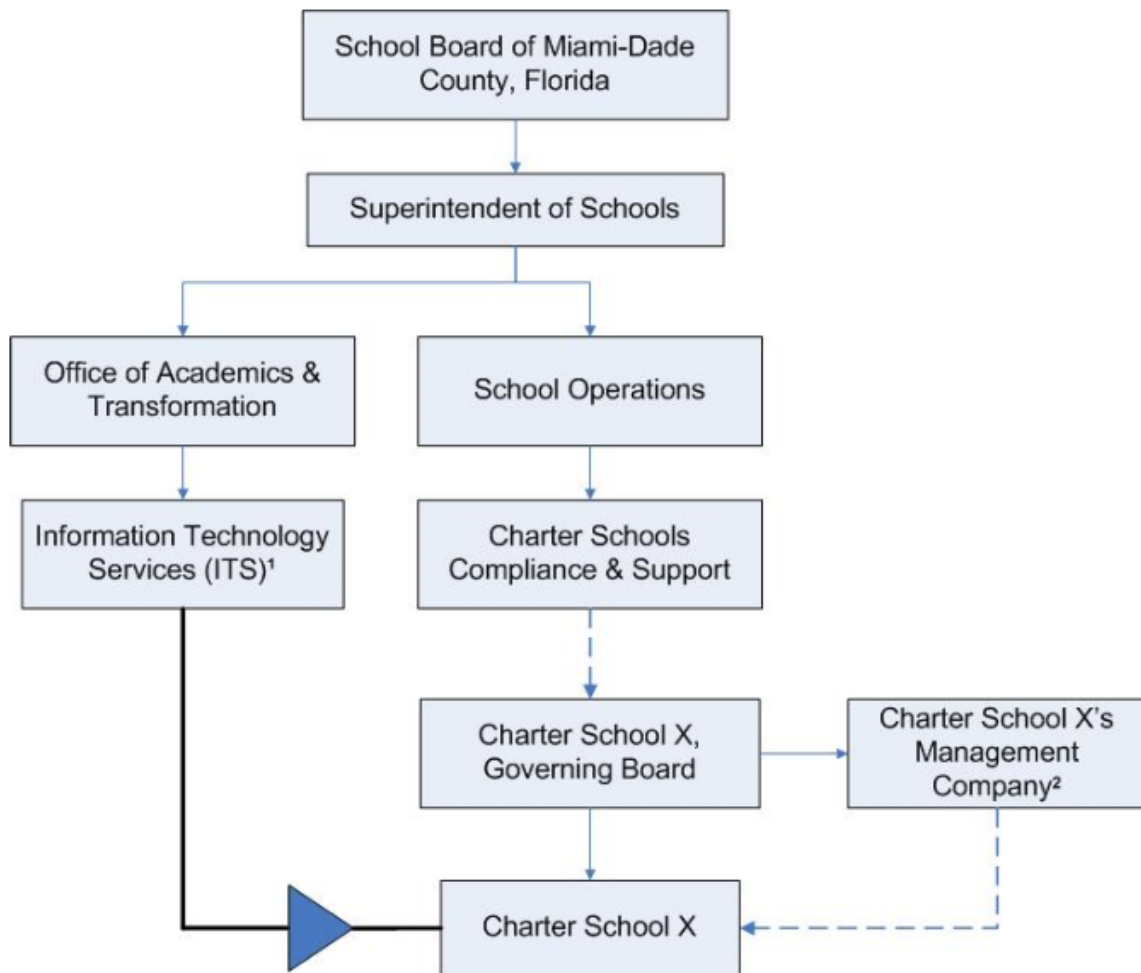 School Board of Miami-Dade
County, Florida
Superintendent of Schools
Office of Academics &
Transformation
School Operations
Information Technology
Services (ITS)¹
Charter Schools
Compliance & Support
Charter School X,
Governing Board
Charter School X’s
Management
Company²
Charter School X